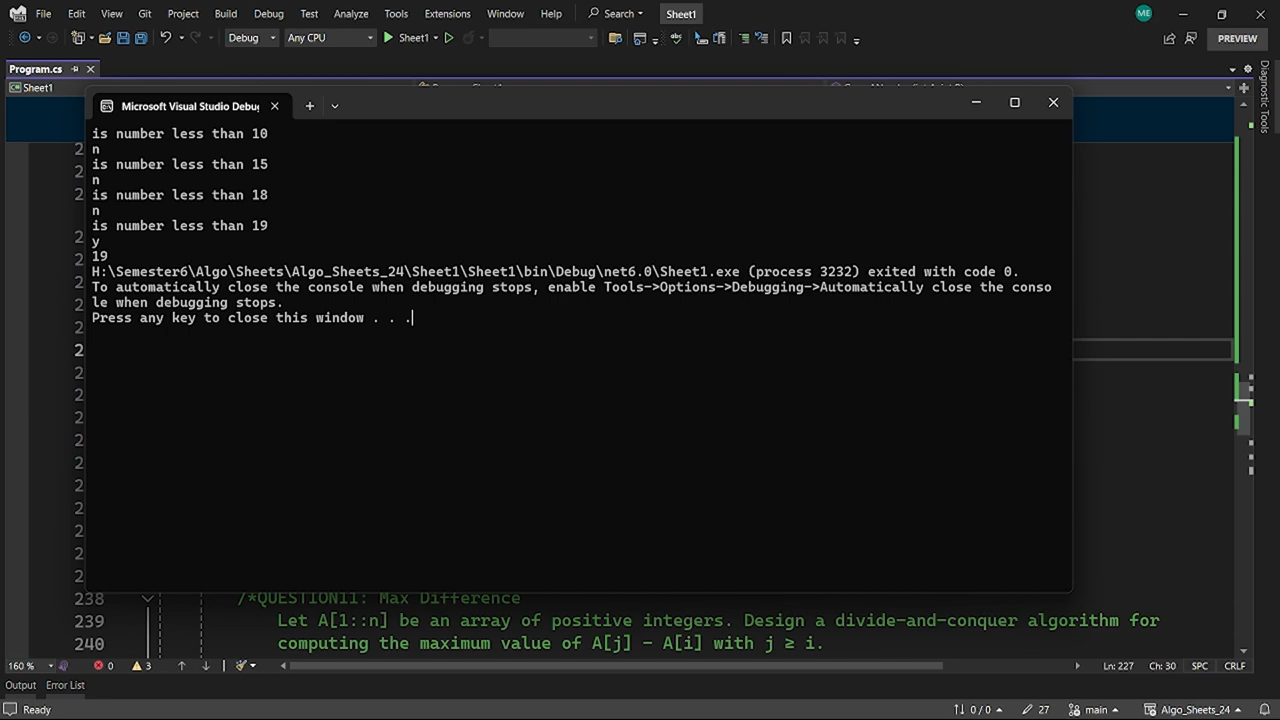 File Edit View Git Project Build Debug Test Analyze Tools Extensions Window Help Search Sheet1 ME
Debug Any CPU Sheet1 PREVIEW
Program.cs
Sheet1
Diagnostic Tools
Microsoft Visual Studio Debug
is number less than 10
n
is number less than 15
n
is number less than 18
n
is number less than 19
y
19
H:\Semester6\Algo\Sheets\Algo_Sheets_24\Sheet1\Sheet1\bin\Debug\net6.0\Sheet1.exe (process 3232) exited with code 0.
To automatically close the console when debugging stops, enable Tools->Options->Debugging->Automatically close the conso
le when debugging stops.
Press any key to close this window . . .
238 /*QUESTION11: Max Difference
239 Let A[1::n] be an array of positive integers. Design a divide-and-conquer algorithm for
240 computing the maximum value of A[j] - A[i] with j ≥ i.
160 % 0 3 Ln: 227 Ch: 30 SPC CRLF
Output Error List
Ready 0 / 0 27 main Algo_Sheets_24